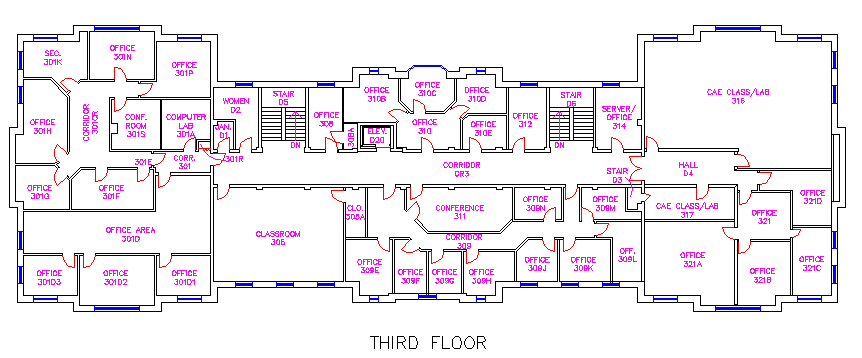 SEC.
301K
OFFICE
301N
OFFICE
301P
OFFICE
301H
CORRIDOR
301CR
CONF.
ROOM
301S
COMPUTER
LAB
301A
WOMEN
D2
JAN.
D1
STAIR
D5
DN
OFFICE
308
308A
OFFICE
310B
OFFICE
310C
OFFICE
310D
OFFICE
310
OFFICE
310E
ELEV.
D20
OFFICE
312
STAIR
D6
DN
SERVER/
OFFICE
314
CAE CLASS/LAB
316
301E
CORR.
301
301R
CORRIDOR
DR3
STAIR
D3
HALL
D4
OFFICE
301G
OFFICE
301F
OFFICE AREA
301D
OFFICE
301D3
OFFICE
301D2
OFFICE
301D1
CLASSROOM
305
CLO.
305A
CONFERENCE
311
CORRIDOR
309
OFFICE
309N
OFFICE
309M
OFFICE
309E
OFFICE
309F
OFFICE
309G
OFFICE
309H
OFFICE
309J
OFFICE
309K
OFF.
309L
CAE CLASS/LAB
317
OFFICE
321
OFFICE
321D
OFFICE
321A
OFFICE
321B
OFFICE
321C
THIRD FLOOR